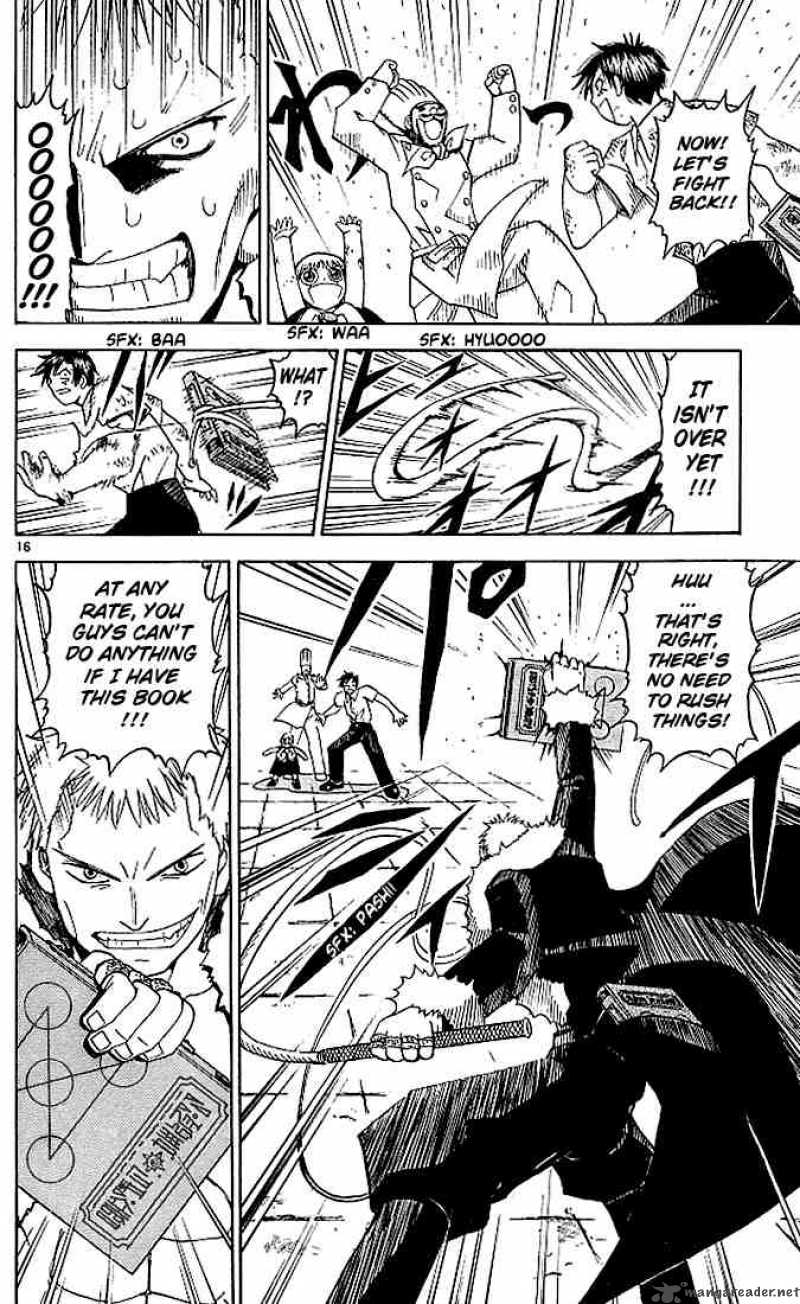 NOW!
LET'S
FIGHT
BACK!!
OOOOOO!!!
SFX: BAA
SFX: WAA
SFX: HYUOOOO
IT
ISN'T
OVER
YET
!!!
WHAT
!?
16
HUU
...
THAT'S
RIGHT,
THERE'S
NO NEED
TO RUSH
THINGS!
SFX: PASHII
AT ANY
RATE, YOU
GUYS CAN'T
DO ANYTHING
IF I HAVE
THIS BOOK
!!!
mangareader.net